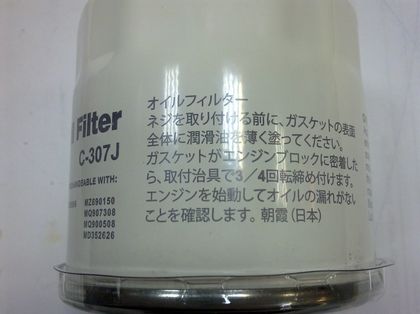 Filter
C-307J
WITH:
MZ690150
MQ907308
MQ900508
MD352626
オイルフィルター
ネジを取り付ける前に、ガスケットの表面
全体に潤滑油を薄く塗ってください。
ガスケットがエンジンブロックに密着した
ら、取付治具で3/4回転締め付けます。
エンジンを始動してオイルの漏れがない
ことを確認します。朝霞(日本)